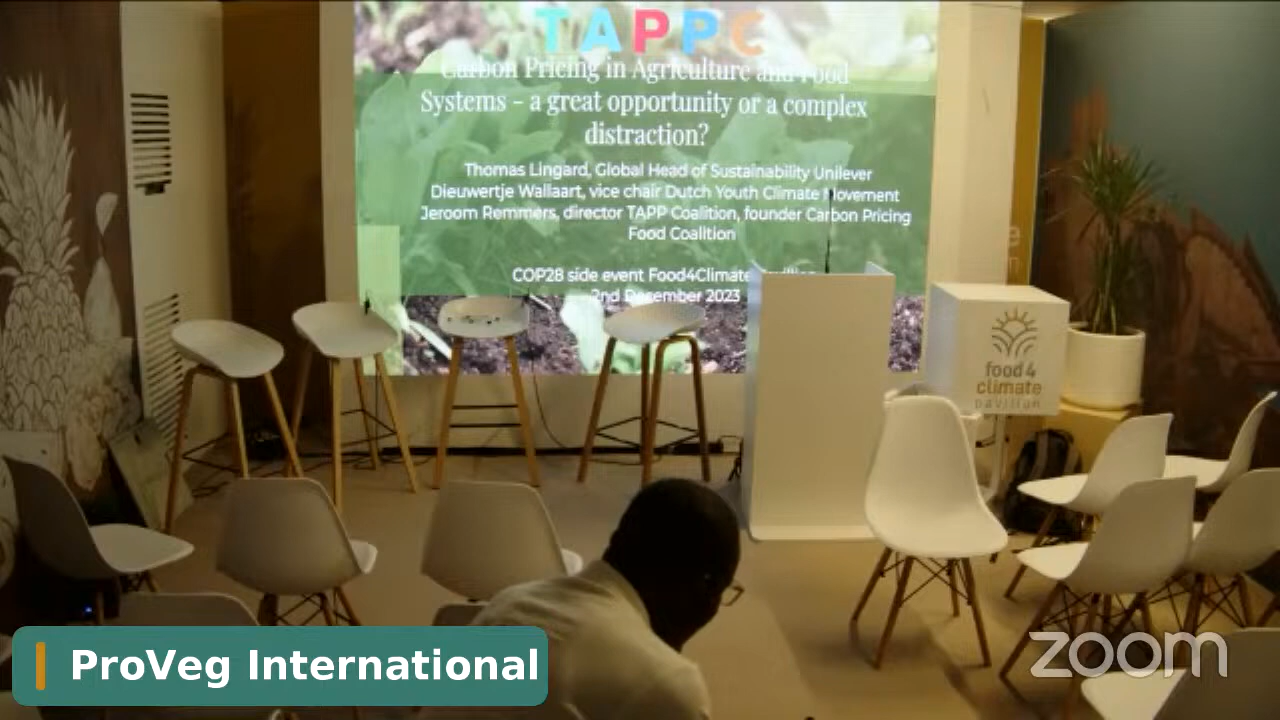 TAPPC
Carbon Pricing in Agriculture and Food
Systems - a great opportunity or a complex
distraction?
Thomas Lingard, Global Head of Sustainability Unilever
Dieuwertje Wallaart, vice chair Dutch Youth Climate Movement
Jeroom Remmers, director TAPP Coalition, founder Carbon Pricing
Food Coalition
COP28 side event Food4Climate
2nd December 2023
food4
climate
pavilion
ProVeg International
zoom